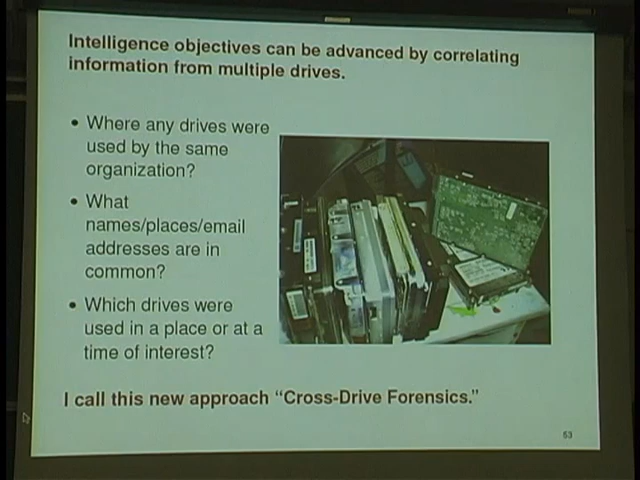 Intelligence objectives can be advanced by correlating
information from multiple drives.
• Where any drives were
used by the same
organization?
• What
names/places/email
addresses are in
common?
• Which drives were
used in a place or at a
time of interest?
I call this new approach “Cross-Drive Forensics.”
53